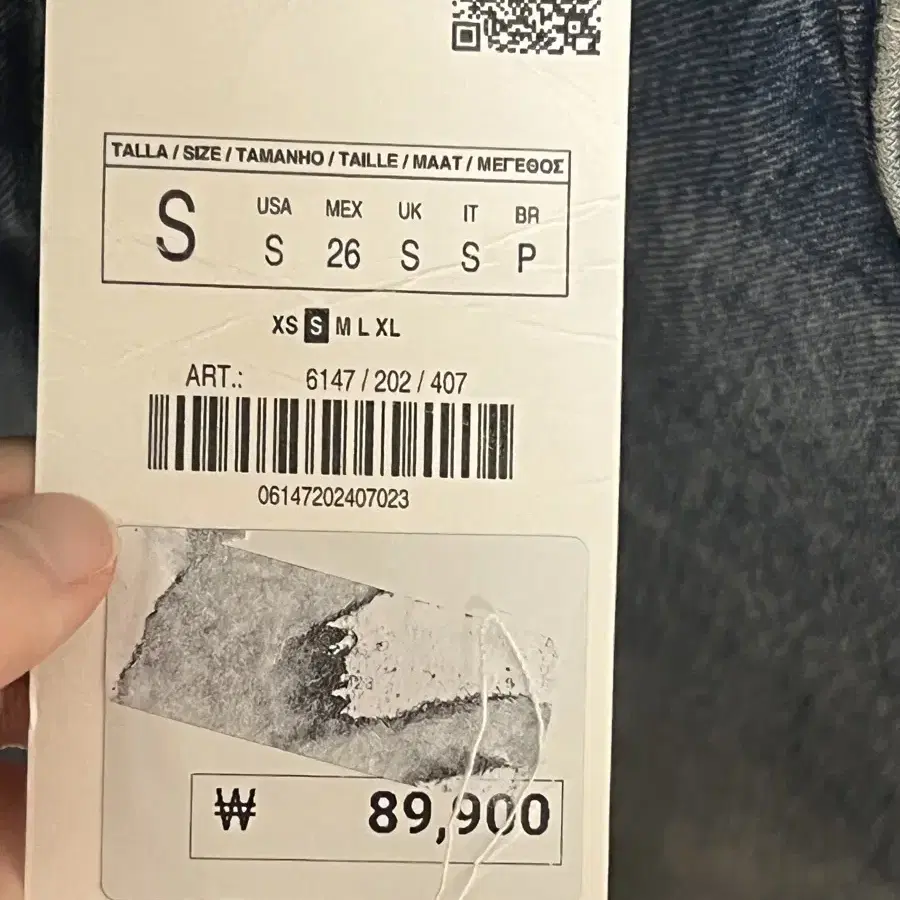 TALLA / SIZE / TAMANHO / TAILLE / MAAT / ΜΕΓΕΘΟΣ
S
USA MEX UK IT BR
S 26 S S P
XS S M L XL
ART.: 6147 / 202 / 407
06147202407023
₩ 89,900